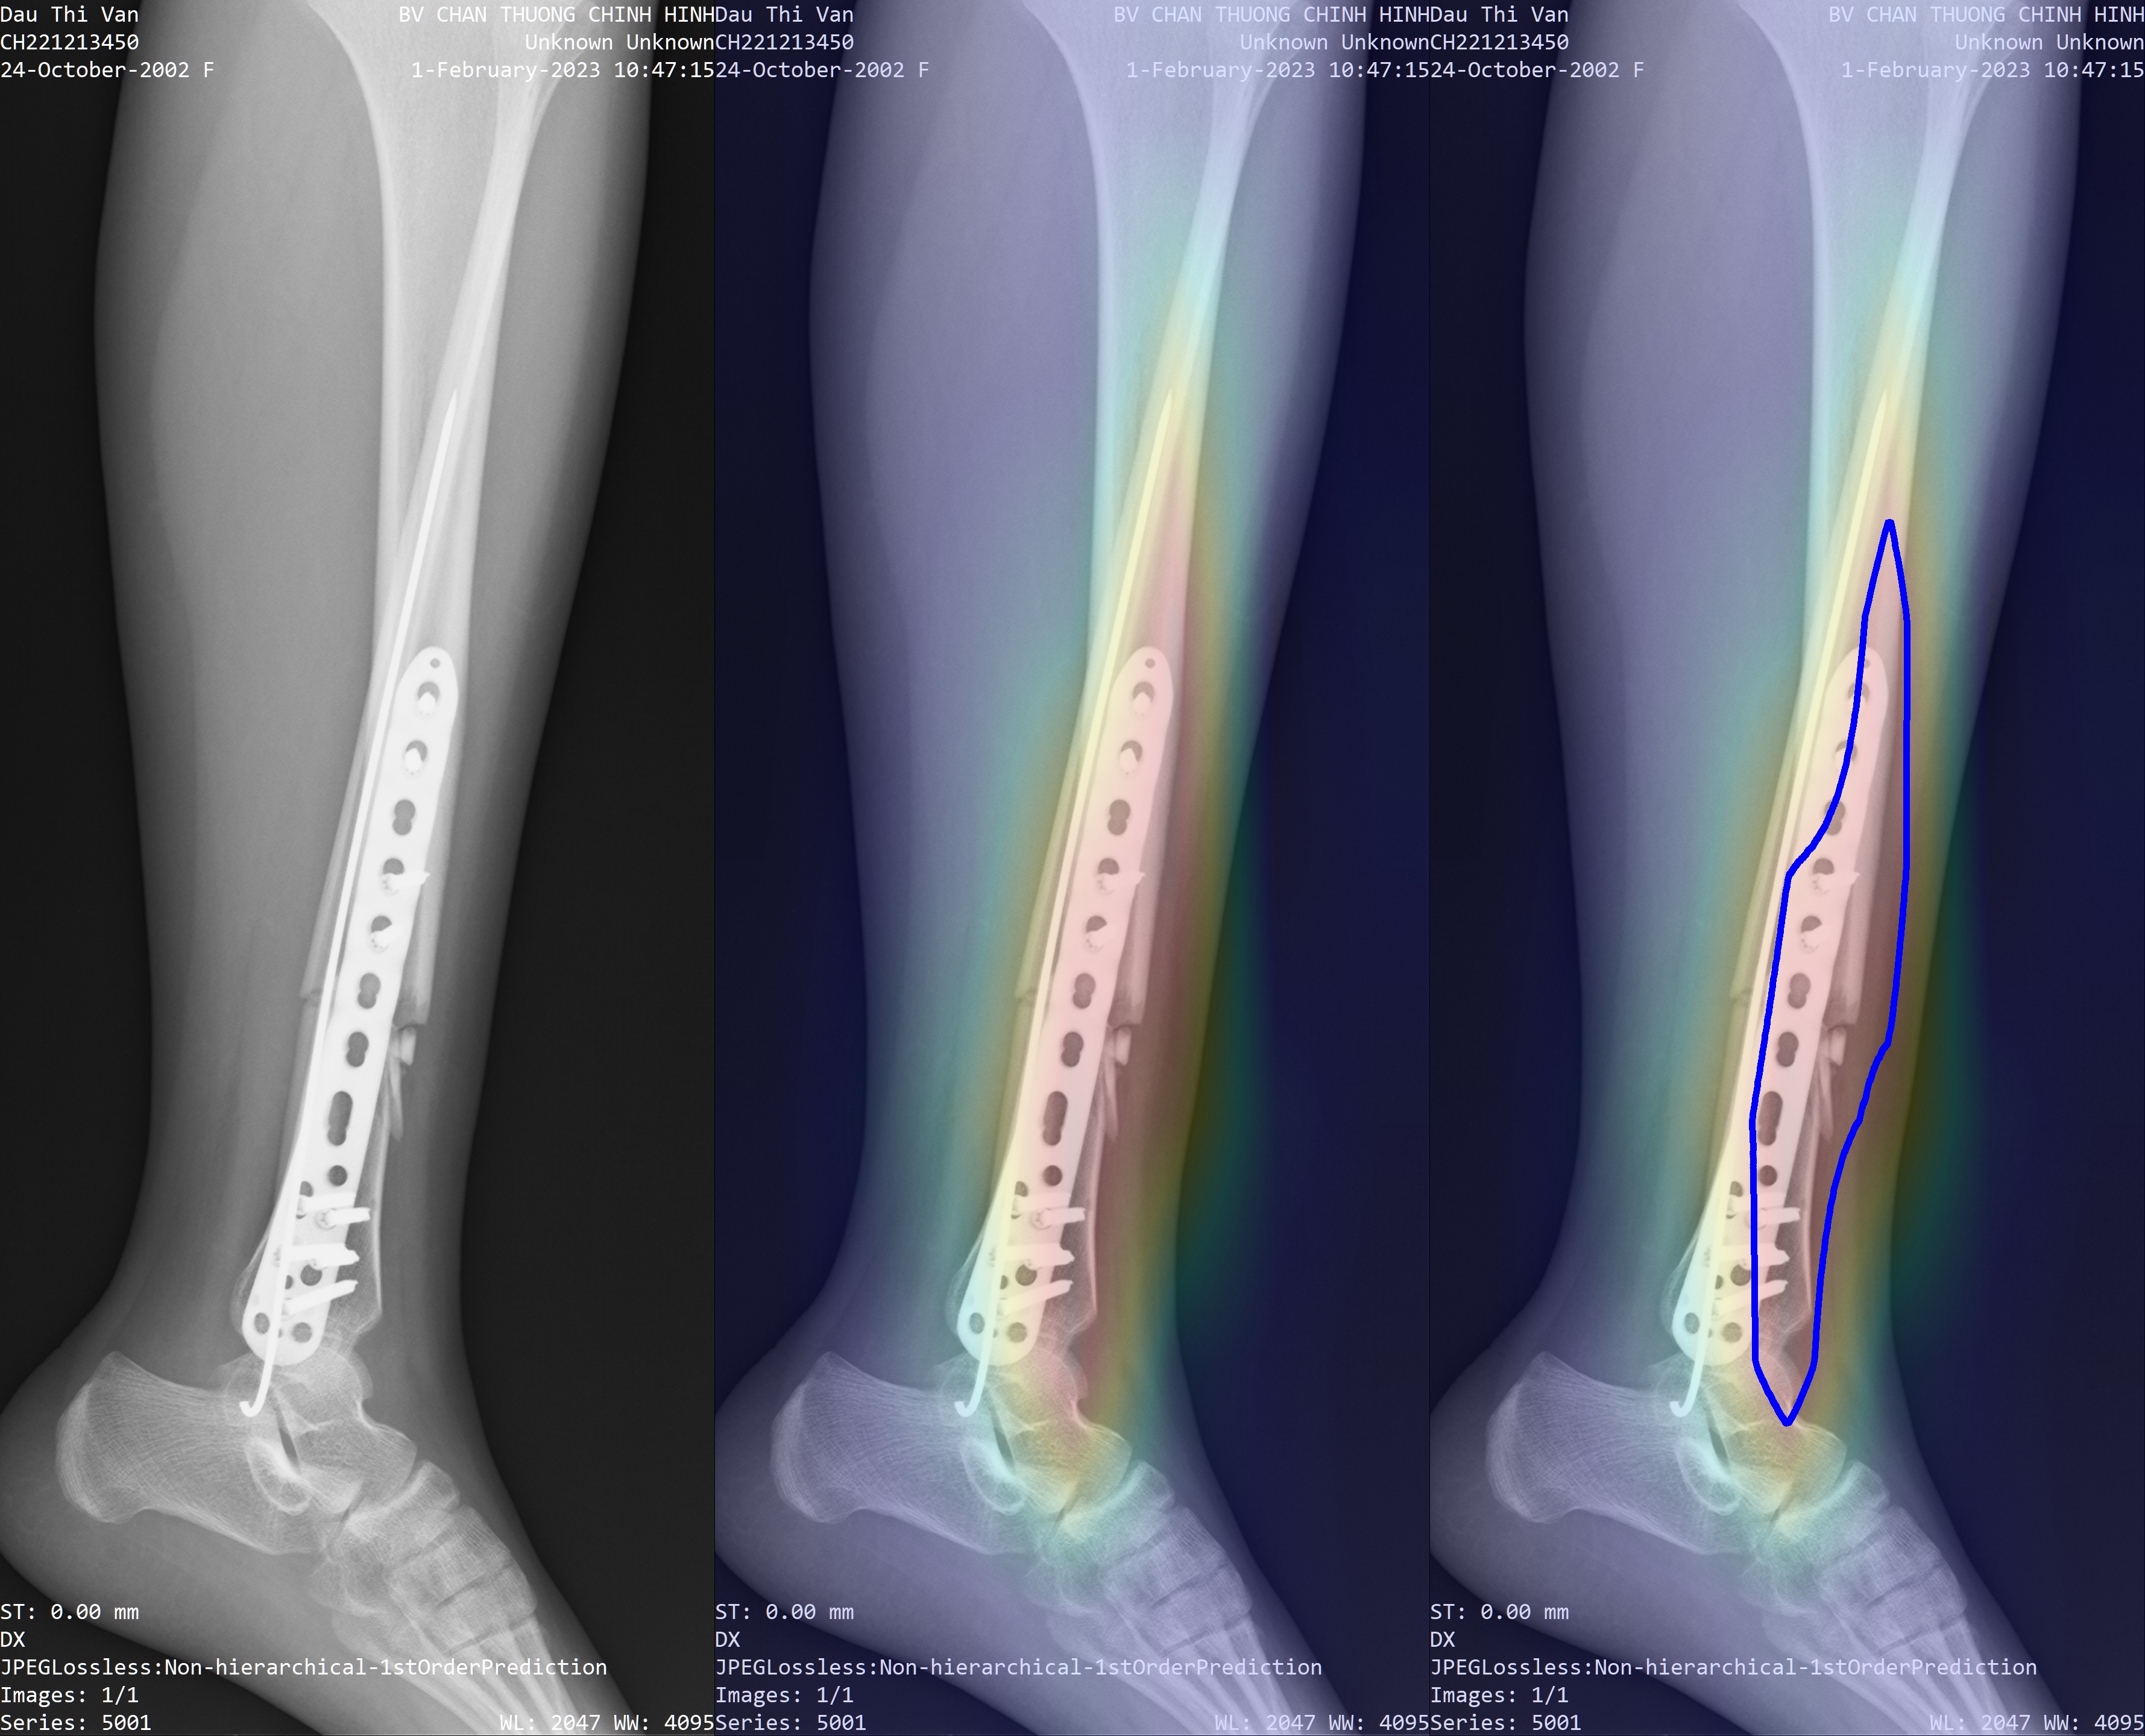 Dau Thi Van BV CHAN THUONG CHINH HINH
CH221213450 Unknown Unknown
24-October-2002 F 1-February-2023 10:47:15
ST: 0.00 mm
DX
JPEGLossless:Non-hierarchical-1stOrderPrediction
Images: 1/1
Series: 5001 WL: 2047 WW: 4095
Dau Thi Van BV CHAN THUONG CHINH HINH
CH221213450 Unknown Unknown
24-October-2002 F 1-February-2023 10:47:15
ST: 0.00 mm
DX
JPEGLossless:Non-hierarchical-1stOrderPrediction
Images: 1/1
Series: 5001 WL: 2047 WW: 4095
Dau Thi Van BV CHAN THUONG CHINH HINH
CH221213450 Unknown Unknown
24-October-2002 F 1-February-2023 10:47:15
ST: 0.00 mm
DX
JPEGLossless:Non-hierarchical-1stOrderPrediction
Images: 1/1
Series: 5001 WL: 2047 WW: 4095